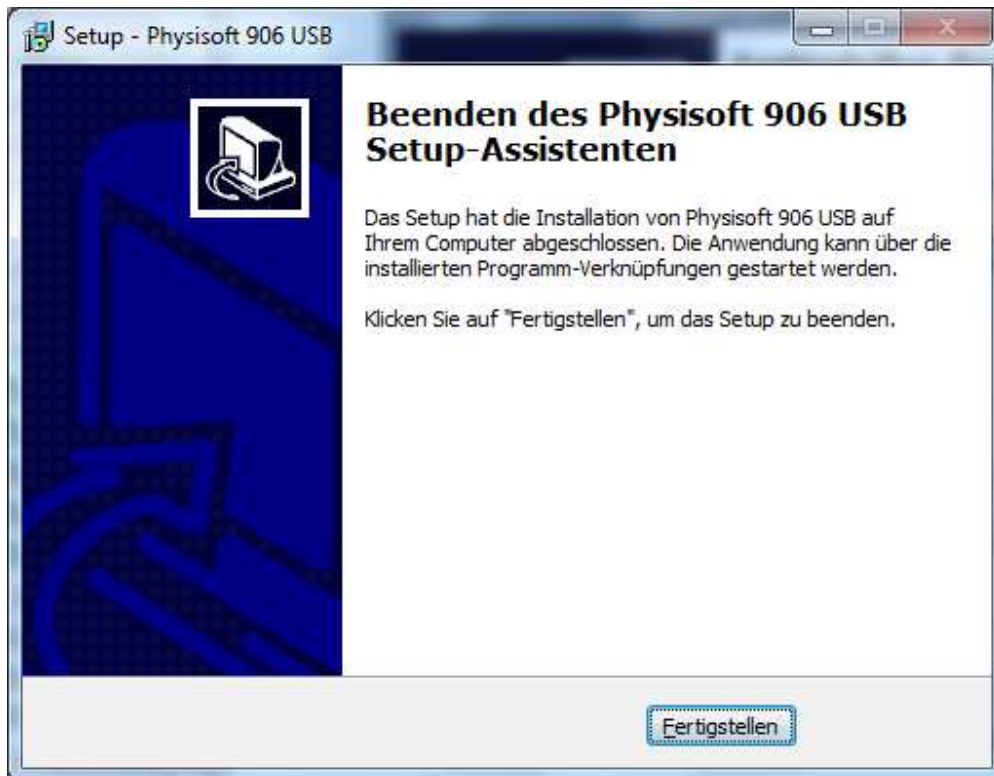 Setup - Physisoft 906 USB
Beenden des Physisoft 906 USB
Setup-Assistenten
Das Setup hat die Installation von Physisoft 906 USB auf
Ihrem Computer abgeschlossen. Die Anwendung kann über die
installierten Programm-Verknüpfungen gestartet werden.
Klicken Sie auf "Fertigstellen", um das Setup zu beenden.
Fertigstellen